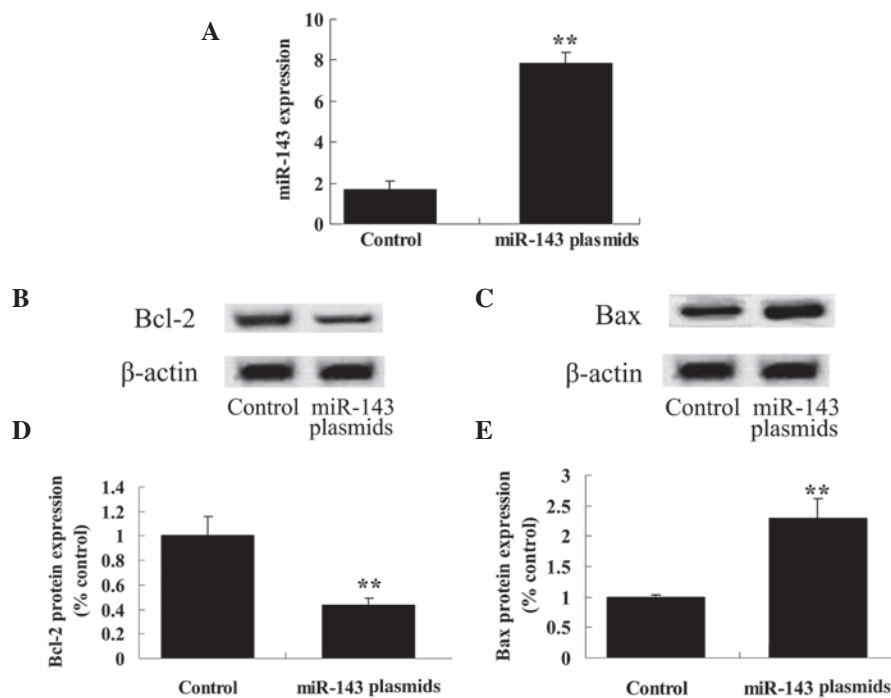 A
miR-143 expression
10
8
6
4
2
0
**
Control
miR-143 plasmids
B
Bcl-2
β-actin
Control
miR-143
plasmids
C
Bax
β-actin
Control
miR-143
plasmids
D
Bcl-2 protein expression
(% control)
1.4
1.2
1
0.8
0.6
0.4
0.2
0
**
Control
miR-143 plasmids
E
Bax protein expression
(% control)
3
2.5
2
1.5
1
0.5
0
**
Control
miR-143 plasmids